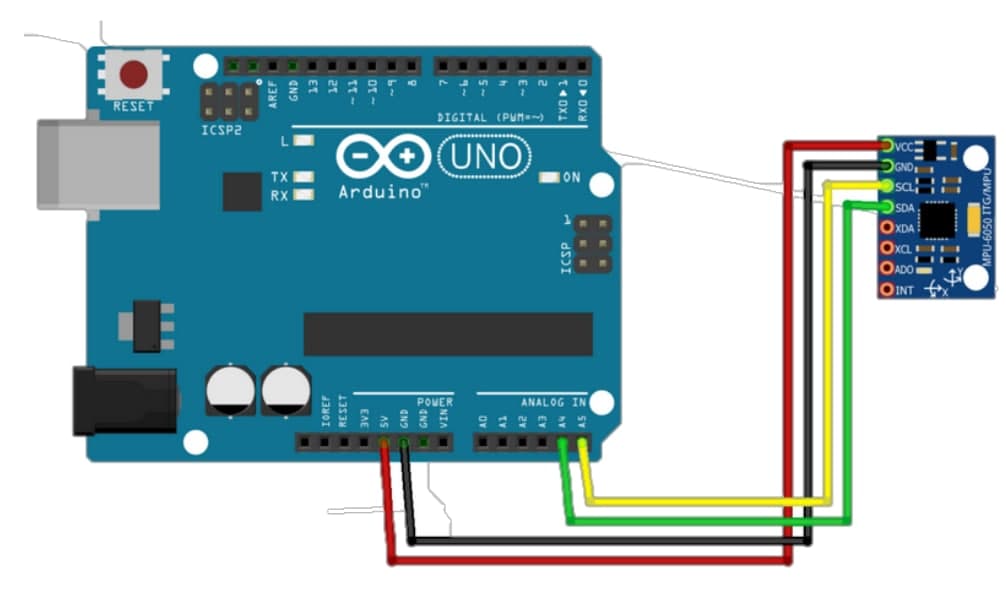 RESET
ICSP2
AREF
GND
13
12
~11
~10
~9
8
7
~6
~5
4
~3
2
TXD▶1
RXD◀0
DIGITAL (PWM=~)
L
TX
RX
UNO
Arduino™
ON
1
ICSP
POWER
ANALOG IN
IOREF
RESET
3V3
5V
GND
GND
VIN
A0
A1
A2
A3
A4
A5
VCC
GND
SCL
SDA
XDA
XCL
ADO
INT
MPU-6050 ITG/MPU
Y
X